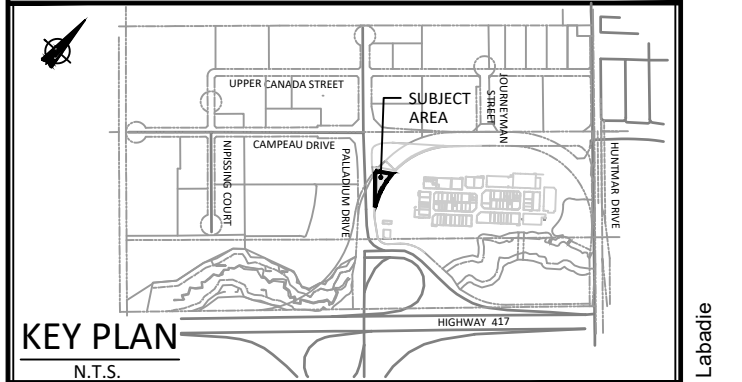 UPPER CANADA STREET
SUBJECT
AREA
JOURNEYMAN
STREET
CAMPEAU DRIVE
NIPISSING COURT
PALLADIUM DRIVE
HUNTMAR DRIVE
HIGHWAY 417
KEY PLAN
N.T.S.
Labadie